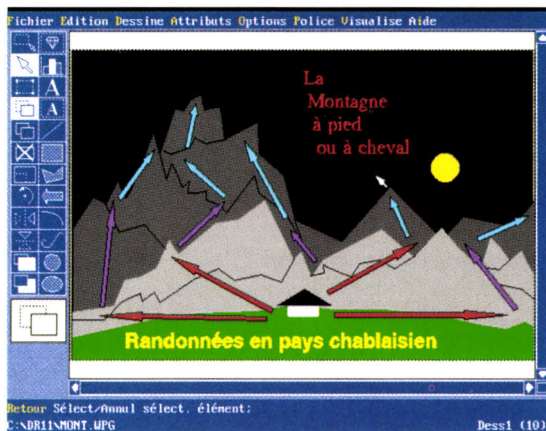 Fichier Edition Dessine Attributs Options Police Visualise Aide
A
A
La
Montagne
à pied
ou à cheval
Randonnées en pays chablaisien
Retour Sélect/Annul sélect. élément;
C:\DR11\MONT.WPG Dess1 (10)